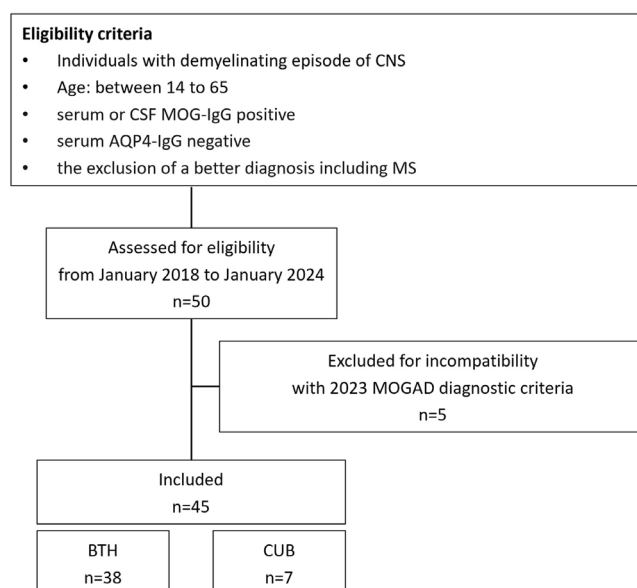 Eligibility criteria
• Individuals with demyelinating episode of CNS
• Age: between 14 to 65
• serum or CSF MOG-IgG positive
• serum AQP4-IgG negative
• the exclusion of a better diagnosis including MS
Assessed for eligibility
from January 2018 to January 2024
n=50
Excluded for incompatibility
with 2023 MOGAD diagnostic criteria
n=5
Included
n=45
BTH
n=38
CUB
n=7